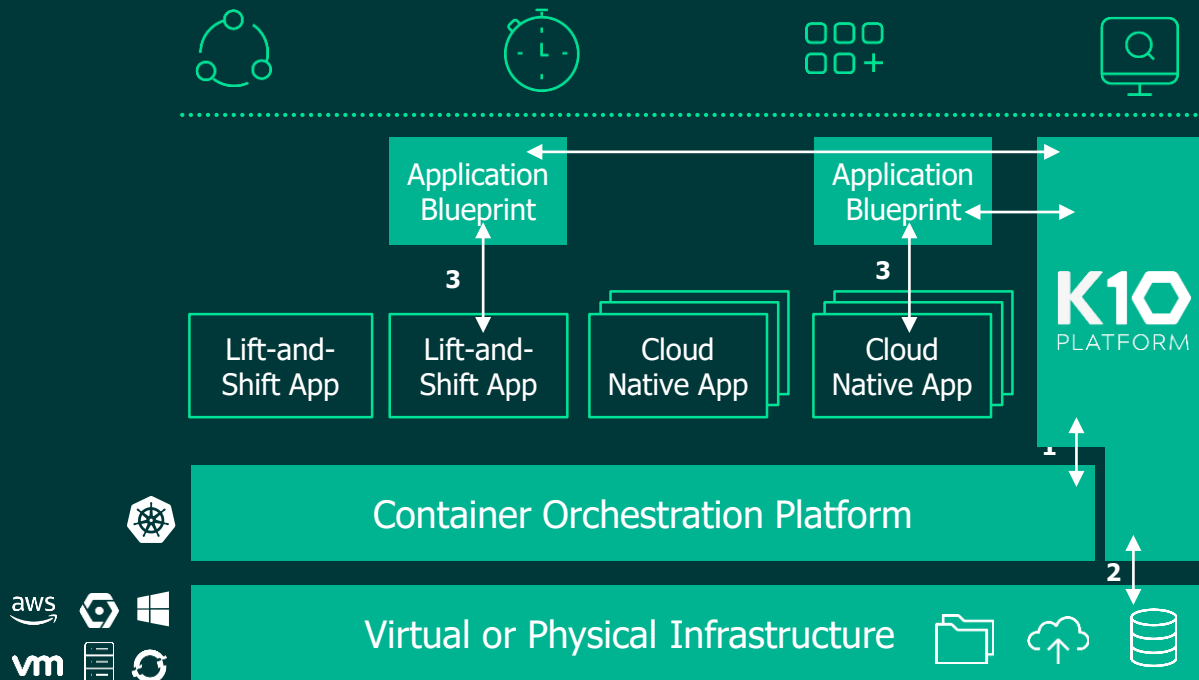 Application
Blueprint
Application
Blueprint
3
3
K10
PLATFORM
Lift-and-
Shift App
Lift-and-
Shift App
Cloud
Native App
Cloud
Native App
1
Container Orchestration Platform
2
aws
Virtual or Physical Infrastructure
vm